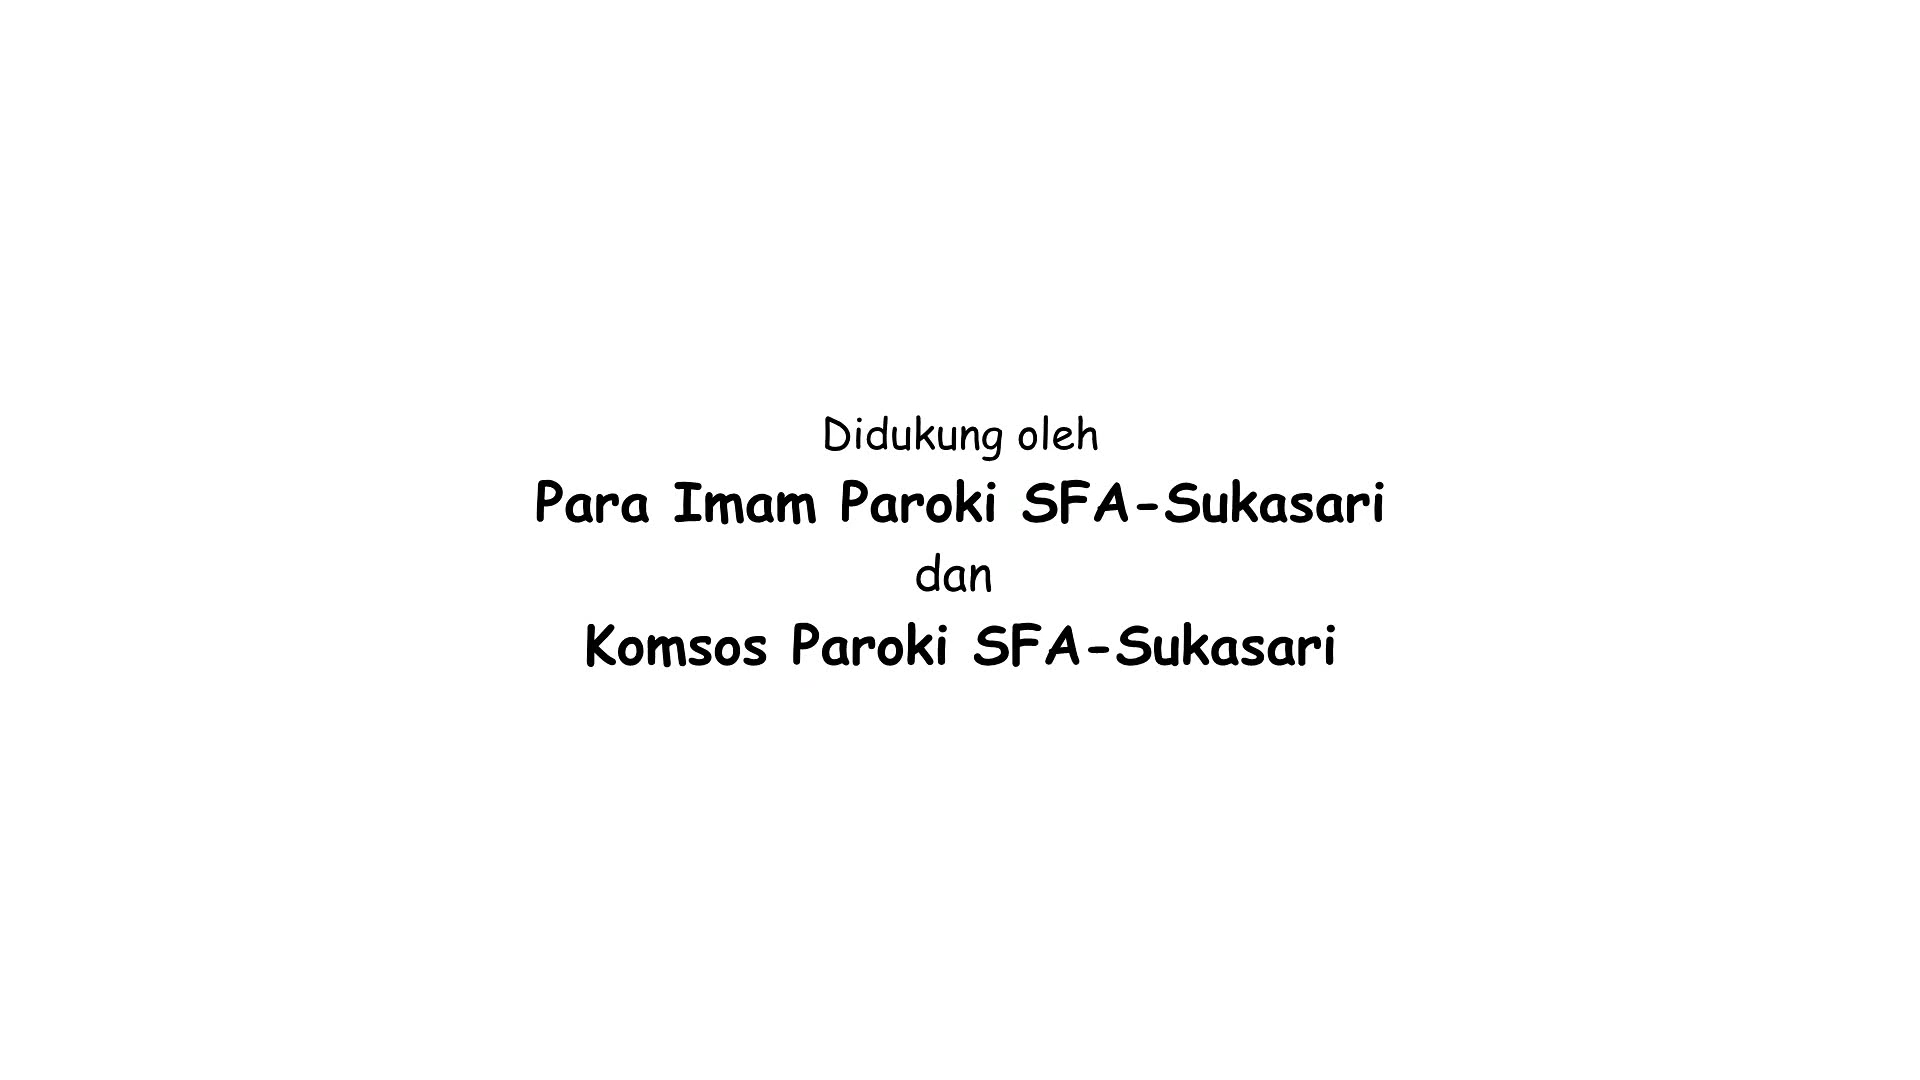 Didukung oleh
Para Imam Paroki SFA-Sukasari
dan
Komsos Paroki SFA-Sukasari